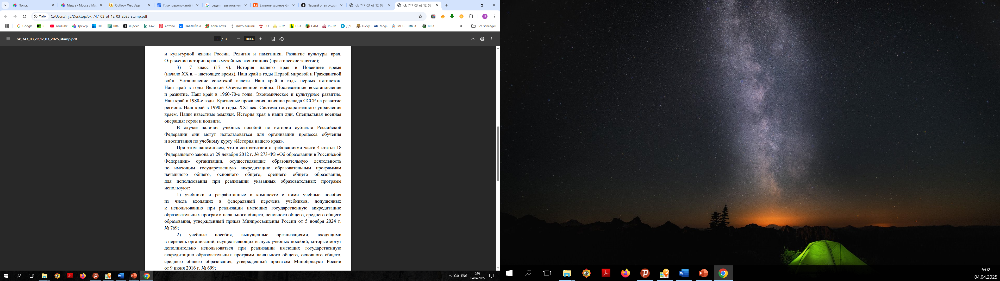 Поиск
Мышь / Mouse / Ma
Outlook Web App
План мероприятий
рецепт приготовлен
Вяленое куриное фи
Первый опыт сушки
ok_747_03_ot_12_03_
ok_747_03_ot_12_03_
Файл
C:/Users/Irija/Desktop/ok_747_03_ot_12_03_2025_stamp.pdf
И
Google
RT
YouTube
Трекер
НГС
RBK
Яндекс
KAV
Аптеки
НАКЛЕЙКИ
anna-news
Дистилляция
ВО
СЭМ
НСК
САМ
РСЭМ
ДрГ
Lucky
Медь
МПС
ХТ
BRIX
»
Все закладки
ok_747_03_ot_12_03_2025_stamp.pdf
2 / 3
100%
и культурной жизни России. Религия и памятники. Развитие культуры края.
Отражение истории края в музейных экспозициях (практическое занятие);
3) 7 класс (17 ч). История нашего края в Новейшее время
(начало XX в. – настоящее время). Наш край в годы Первой мировой и Гражданской
войн. Установление советской власти. Наш край в годы первых пятилеток.
Наш край в годы Великой Отечественной войны. Послевоенное восстановление
и развитие. Наш край в 1960-70-е годы. Экономическое и культурное развитие.
Наш край в 1980-е годы. Кризисные проявления, влияние распада СССР на развитие
региона. Наш край в 1990-е годы. XXI век. Система государственного управления
краем. Наши известные земляки. История края в наши дни. Специальная военная
операция: герои и подвиги.
В случае наличия учебных пособий по истории субъекта Российской
Федерации они могут использоваться для организации процесса обучения
и воспитания по учебному курсу «История нашего края».
При этом напоминаем, что в соответствии с требованиями части 4 статьи 18
Федерального закона от 29 декабря 2012 г. № 273-ФЗ «Об образовании в Российской
Федерации» организации, осуществляющие образовательную деятельность
по имеющим государственную аккредитацию образовательным программам
начального общего, основного общего, среднего общего образования,
для использования при реализации указанных образовательных программ
используют:
1) учебники и разработанные в комплекте с ними учебные пособия
из числа входящих в федеральный перечень учебников, допущенных
к использованию при реализации имеющих государственную аккредитацию
образовательных программ начального общего, основного общего, среднего общего
образования, утвержденный приказ Минпросвещения России от 5 ноября 2024 г.
№ 769;
2) учебные пособия, выпущенные организациями, входящими
в перечень организаций, осуществляющих выпуск учебных пособий, которые могут
дополнительно использоваться при реализации имеющих государственную
аккредитацию образовательных программ начального общего, основного общего,
среднего общего образования, утвержденный приказом Минобрнауки России
от 9 июня 2016 г. № 699;
ENG
6:02
04.04.2025
6:02
04.04.2025